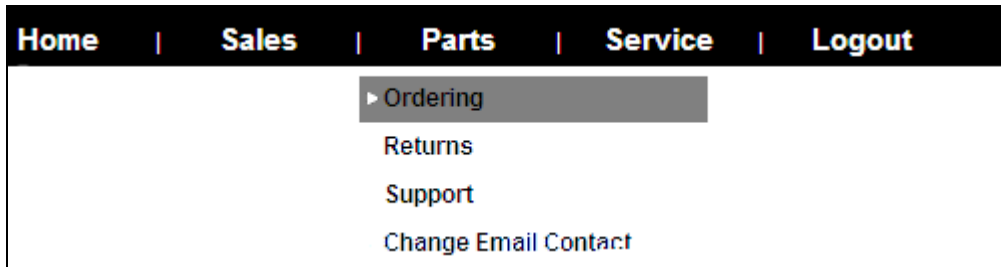 Home | Sales | Parts | Service | Logout
Ordering
Returns
Support
Change Email Contact